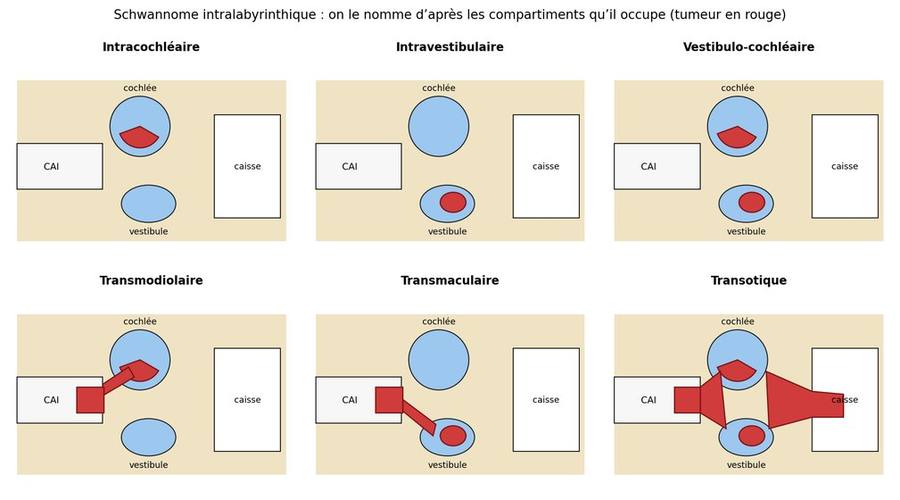 Schwannome intralabyrinthique : on le nomme d’après les compartiments qu’il occupe (tumeur en rouge)
Intracochléaire
Intravestibulaire
Vestibulo-cochléaire
cochlée
cochlée
cochlée
CAI
caisse
CAI
caisse
CAI
caisse
vestibule
vestibule
vestibule
Transmodiolaire
Transmaculaire
Transotique
cochlée
cochlée
cochlée
CAI
caisse
CAI
caisse
CAI
caisse
vestibule
vestibule
vestibule